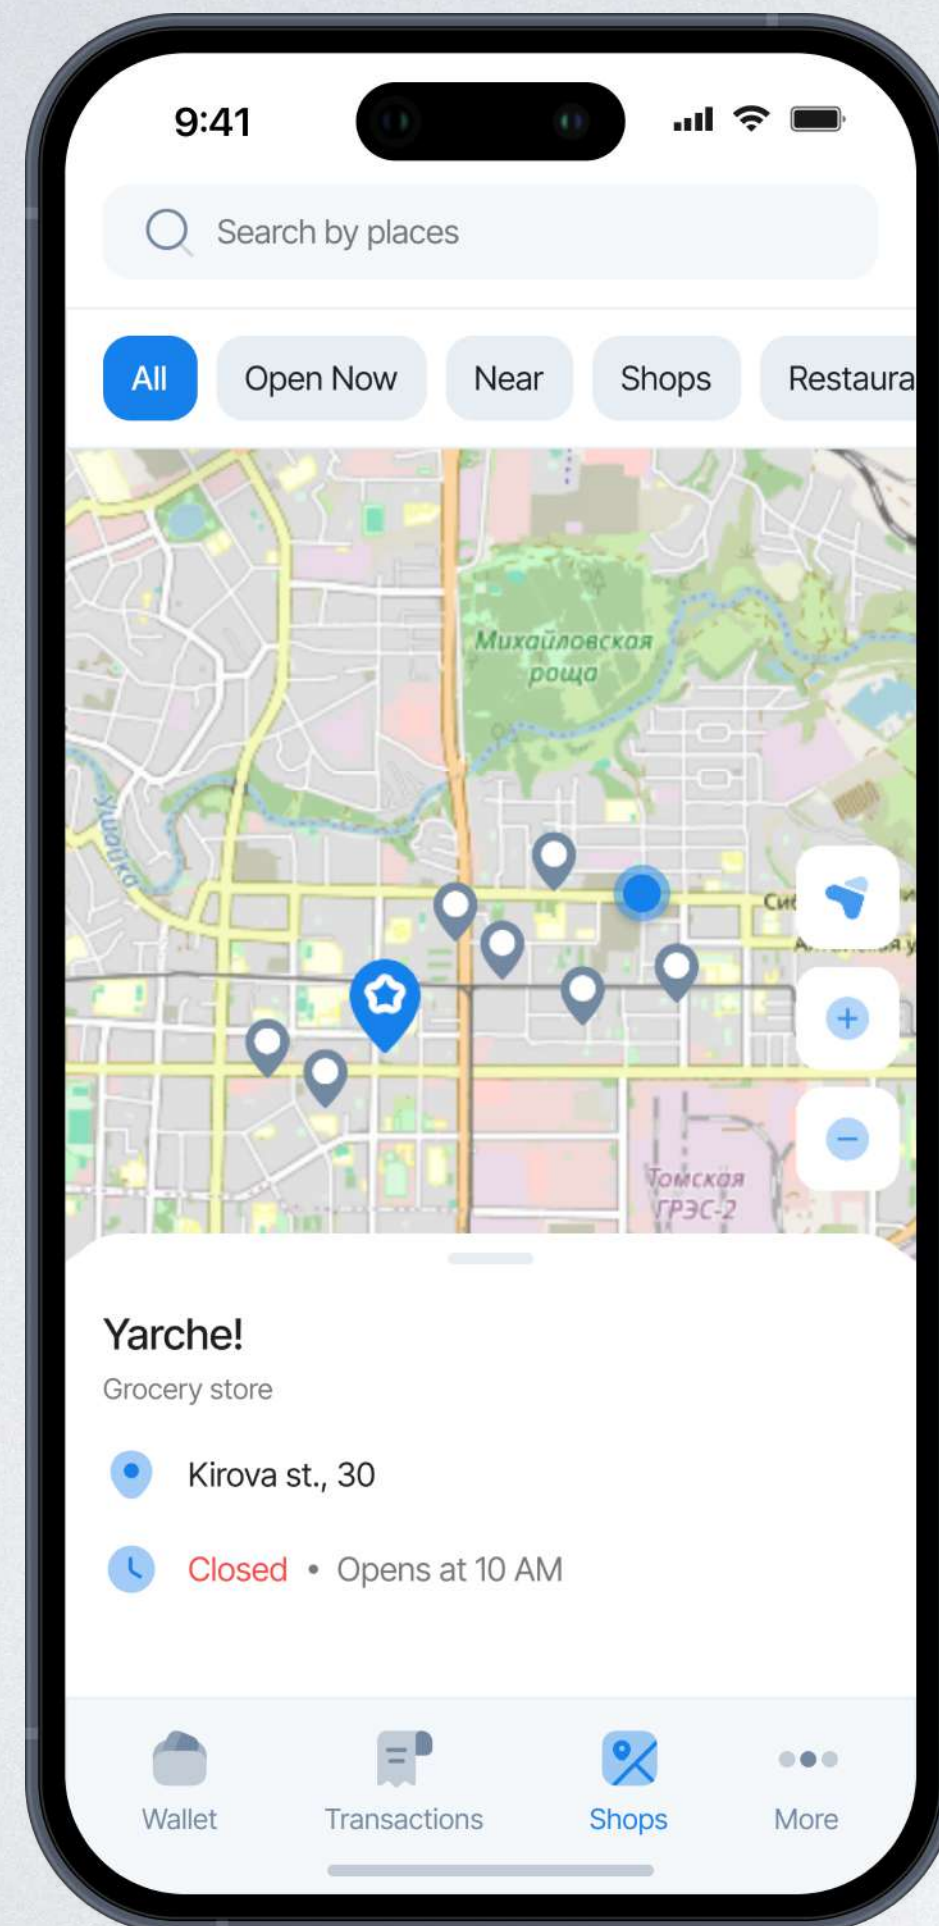 9:41
Search by places
All
Open Now
Near
Shops
Restaura
Михайловская
роща
Ушайка
Томская
ГРЭС-2
Yarche!
Grocery store
Kirova st., 30
Closed • Opens at 10 AM
Wallet
Transactions
Shops
More